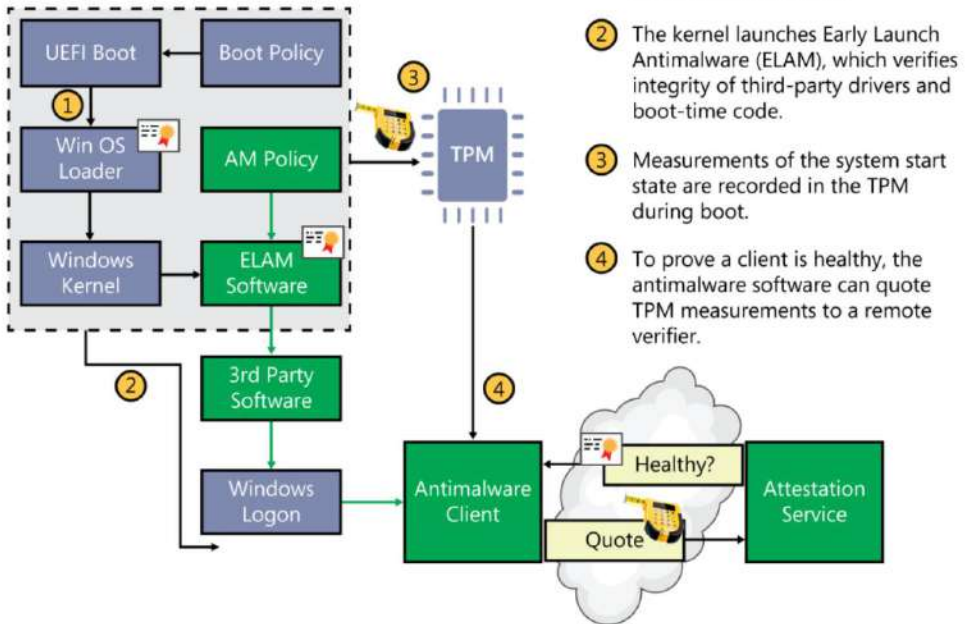 UEFI Boot
Boot Policy
1
Win OS
Loader
AM Policy
Windows
Kernel
ELAM
Software
2
3rd Party
Software
Windows
Logon
3
TPM
4
Antimalware
Client
Healthy?
Quote
Attestation
Service
2 The kernel launches Early Launch
Antimalware (ELAM), which verifies
integrity of third-party drivers and
boot-time code.
3 Measurements of the system start
state are recorded in the TPM
during boot.
4 To prove a client is healthy, the
antimalware software can quote
TPM measurements to a remote
verifier.